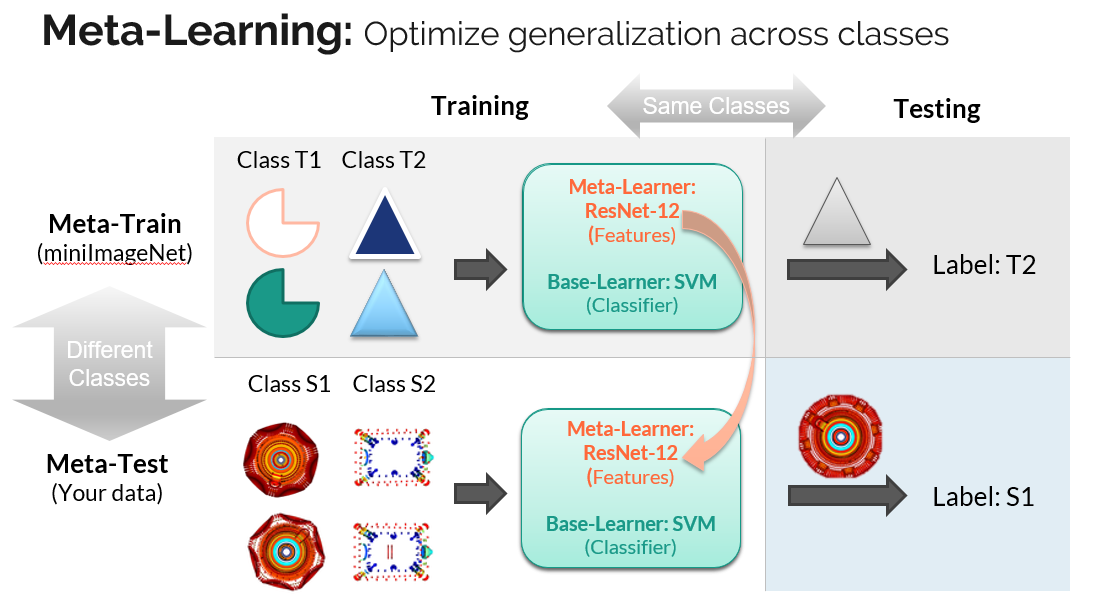 Meta-Learning: Optimize generalization across classes
Training
Same Classes
Testing
Class T1
Class T2
Meta-Learner:
ResNet-12
(Features)
Base-Learner: SVM
(Classifier)
Label: T2
Meta-Train
(miniImageNet)
Different
Classes
Meta-Test
(Your data)
Class S1
Class S2
Meta-Learner:
ResNet-12
(Features)
Base-Learner: SVM
(Classifier)
Label: S1